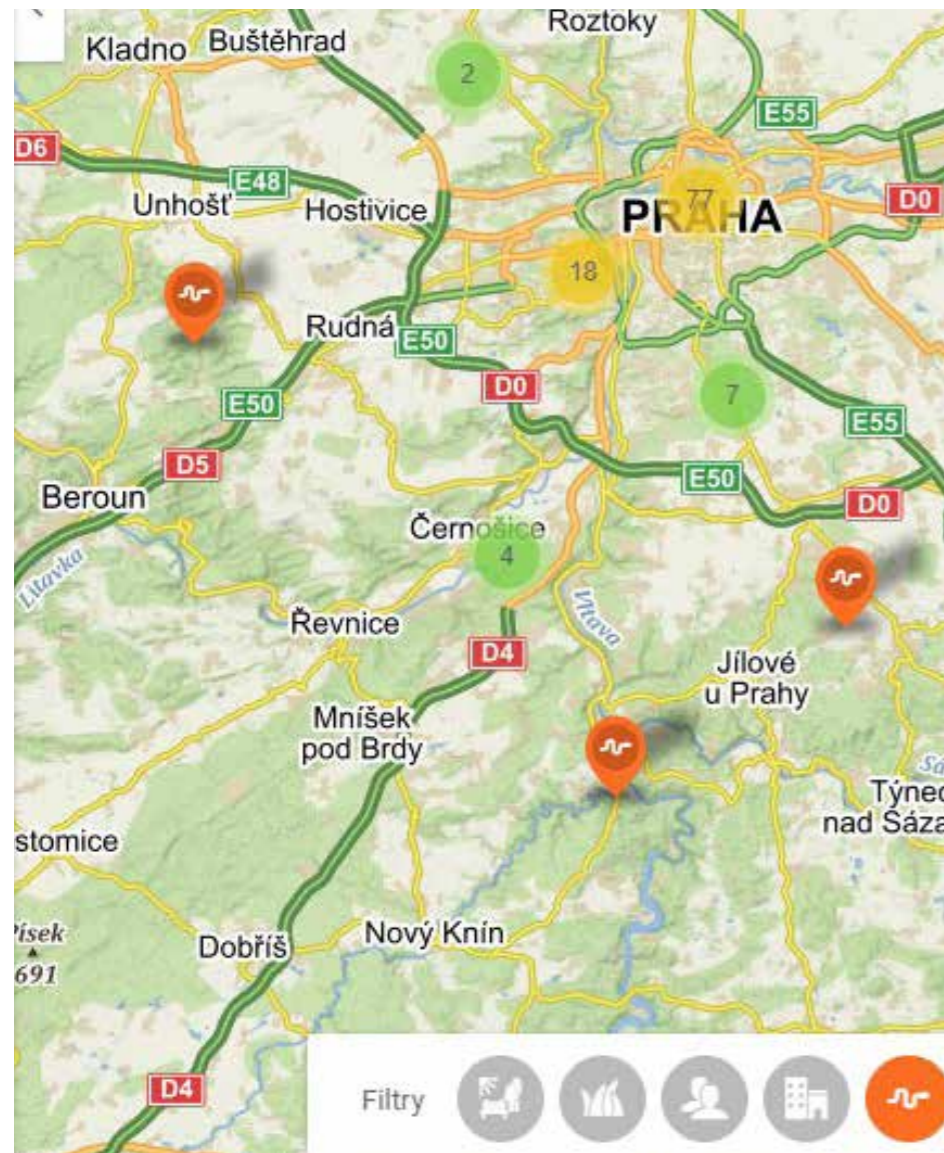 Roztoky
Kladno
Buštěhrad
2
E55
D6
E48
77
D0
Unhošť
Hostivice
PRAHA
18
Rudná
E50
D0
7
E50
E55
D5
E50
D0
Beroun
Černošice
4
Litavka
Vltava
Řevnice
D4
Jílové
u Prahy
Mníšek
pod Brdy
Sá
Týnec
nad Sáza
stomice
Písek
691
Dobříš
Nový Knín
D4
Filtry